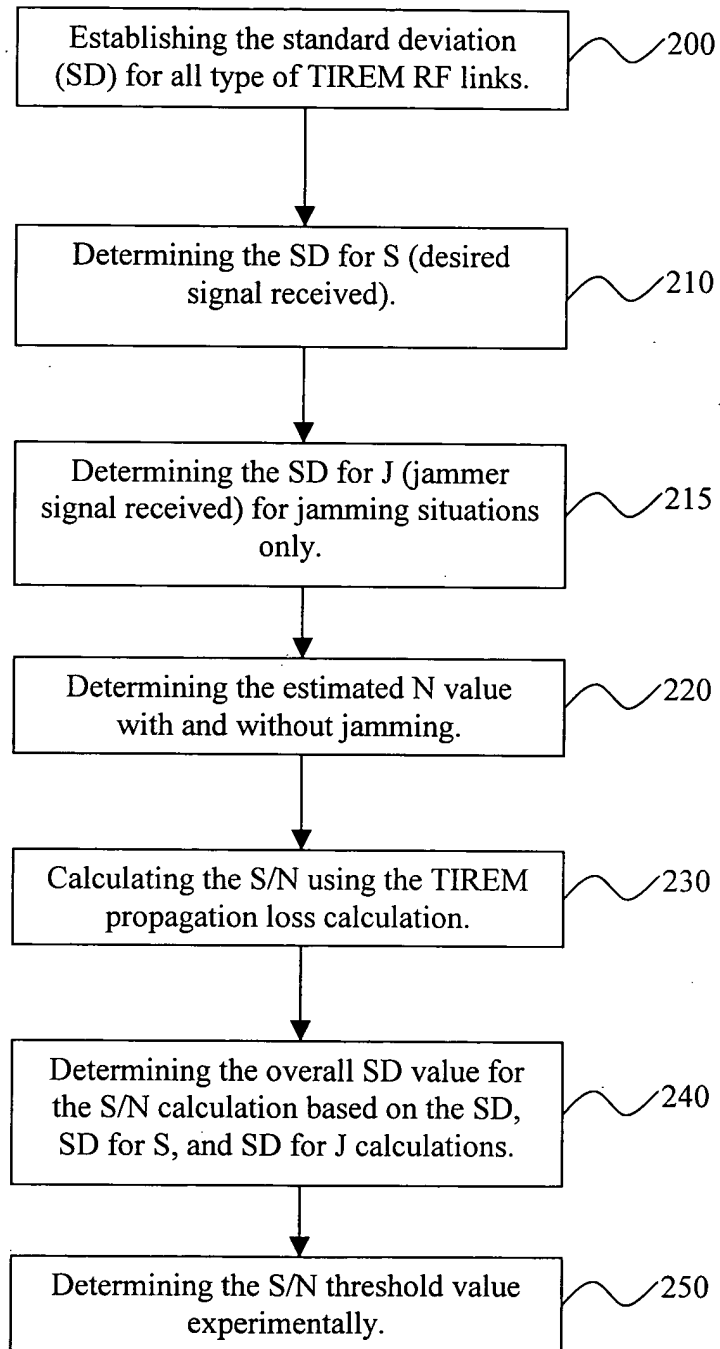 Establishing the standard deviation
(SD) for all type of TIREM RF links.
200
Determining the SD for S (desired
signal received).
210
Determining the SD for J (jammer
signal received) for jamming situations
only.
215
Determining the estimated N value
with and without jamming.
220
Calculating the S/N using the TIREM
propagation loss calculation.
230
Determining the overall SD value for
the S/N calculation based on the SD,
SD for S, and SD for J calculations.
240
Determining the S/N threshold value
experimentally.
250